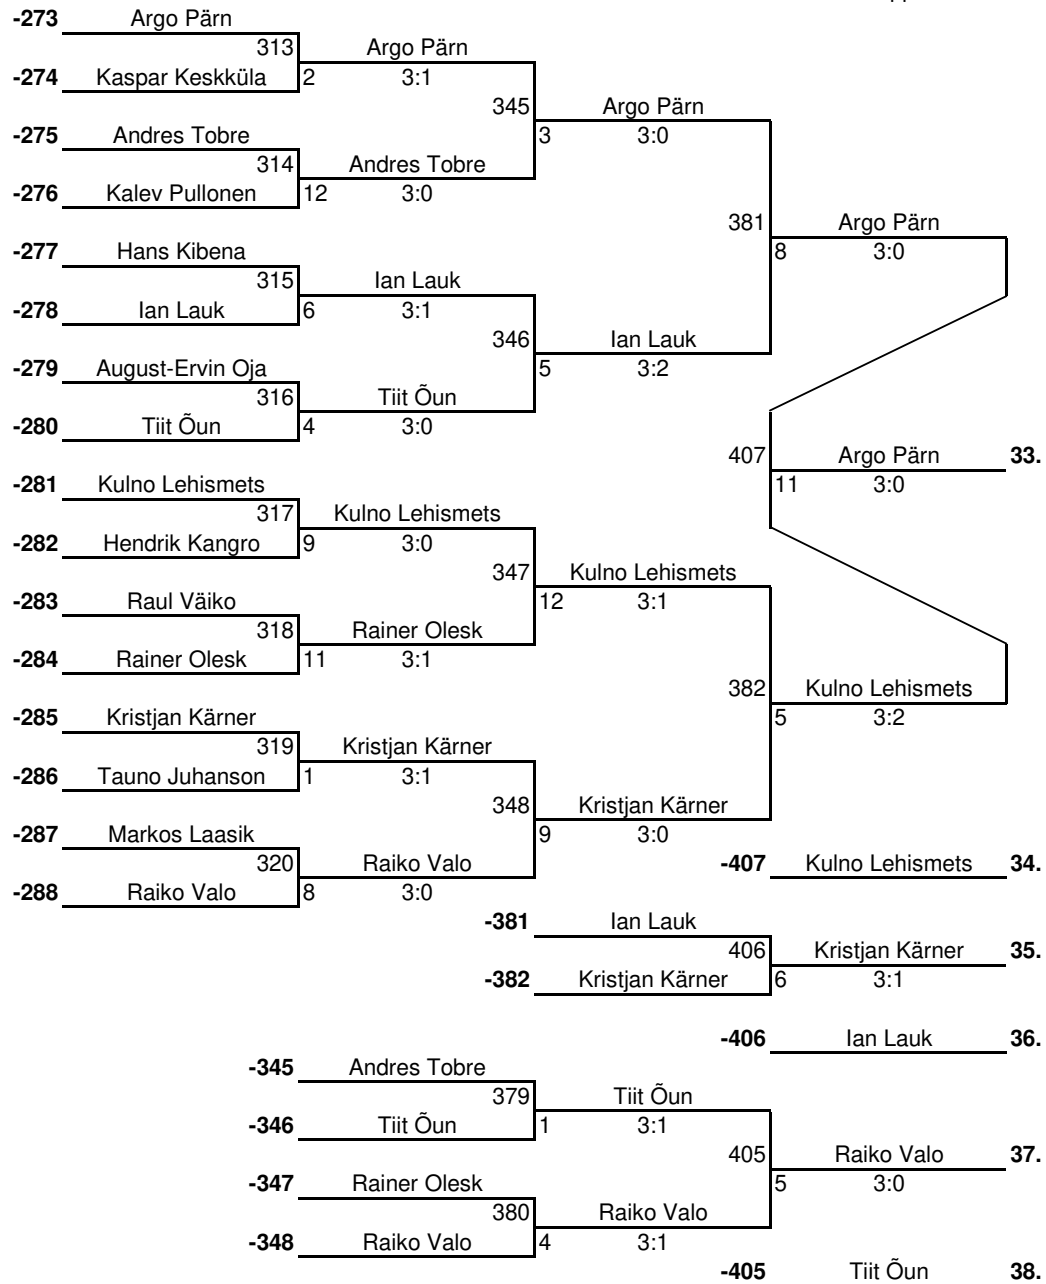 -273 Argo Pärn
313 Argo Pärn
-274 Kaspar Keskküla 2 3:1
345 Argo Pärn
-275 Andres Tobre 3 3:0
314 Andres Tobre
-276 Kalev Pullonen 12 3:0
381 Argo Pärn
-277 Hans Kibena 8 3:0
315 Ian Lauk
-278 Ian Lauk 6 3:1
346 Ian Lauk
-279 August-Ervin Oja 5 3:2
316 Tiit Õun
-280 Tiit Õun 4 3:0
407 Argo Pärn 33.
-281 Kulno Lehismets 11 3:0
317 Kulno Lehismets
-282 Hendrik Kangro 9 3:0
347 Kulno Lehismets
-283 Raul Väiko 12 3:1
318 Rainer Olesk
-284 Rainer Olesk 11 3:1
382 Kulno Lehismets
-285 Kristjan Kärner 5 3:2
319 Kristjan Kärner
-286 Tauno Juhanson 1 3:1
348 Kristjan Kärner
-287 Markos Laasik 9 3:0
320 Raiko Valo -407 Kulno Lehismets 34.
-288 Raiko Valo 8 3:0
-381 Ian Lauk
406 Kristjan Kärner 35.
-382 Kristjan Kärner 6 3:1
-406 Ian Lauk 36.
-345 Andres Tobre
379 Tiit Õun
-346 Tiit Õun 1 3:1
405 Raiko Valo 37.
-347 Rainer Olesk 5 3:0
380 Raiko Valo
-348 Raiko Valo 4 3:1
-405 Tiit Õun 38.